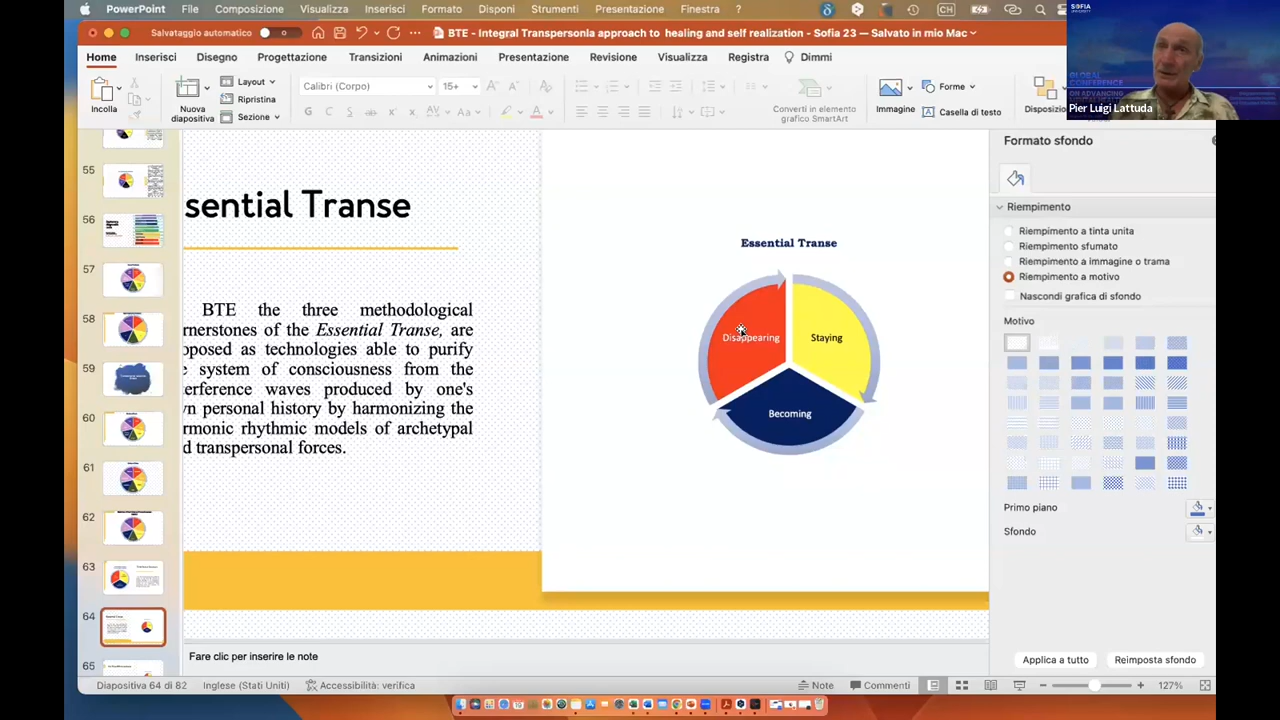 PowerPoint File Composizione Visualizza Inserisci Formato Disponi Strumenti Presentazione Finestra ? CH
SOFIA
UNIVERSITY
Salvataggio automatico BTE - Integral Transpersonla approach to healing and self realization - Sofia 23 — Salvato in mio Mac
Home Inserisci Disegno Progettazione Transizioni Animazioni Presentazione Revisione Visualizza Registra Dimmi
GLOBAL
CONFERENCE
Pier Luigi Lattuda
Incolla
Nuova
diapositiva
Layout
Ripristina
Sezione
Calibri (Corpo) 15+
G C S
Converti in elemento
grafico SmartArt
Immagine
Forme
Casella di testo
55
56
57
58
59
60
61
62
63
64
65
sential Transe
BTE the three methodological
rnerstones of the Essential Transe, are
oposed as technologies able to purify
e system of consciousness from the
erference waves produced by one's
vn personal history by harmonizing the
rmonic rhythmic models of archetypal
d transpersonal forces.
Essential Transe
Disappearing
Staying
Becoming
Formato sfondo
Riempimento
Riempimento a tinta unita
Riempimento sfumato
Riempimento a immagine o trama
Riempimento a motivo
Nascondi grafica di sfondo
Motivo
Primo piano
Sfondo
Applica a tutto Reimposta sfondo
Fare clic per inserire le note
Diapositiva 64 di 82 Inglese (Stati Uniti) Accessibilità: verifica Note Commenti 127%